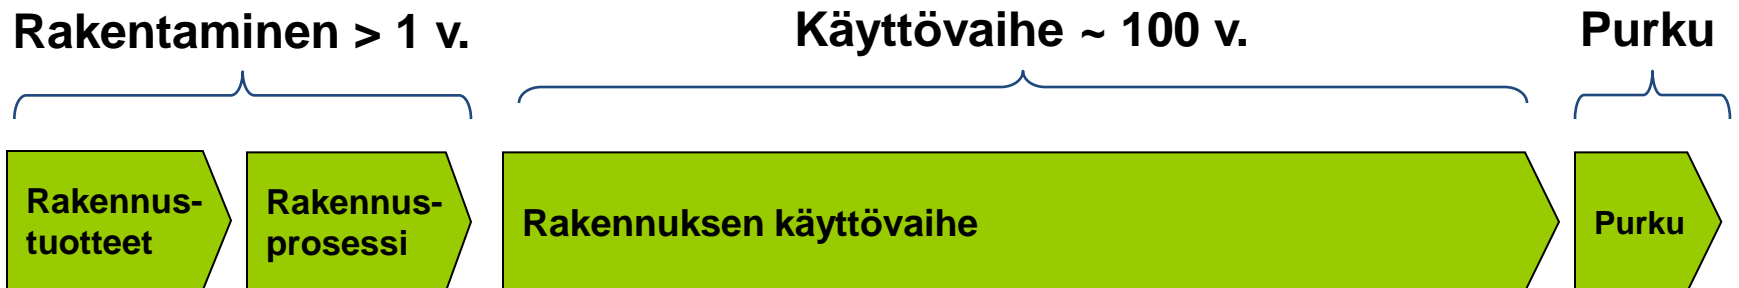 Rakentaminen > 1 v.
Käyttövaihe ~ 100 v.
Purku
Rakennus-
tuotteet
Rakennus-
prosessi
Rakennuksen käyttövaihe
Purku